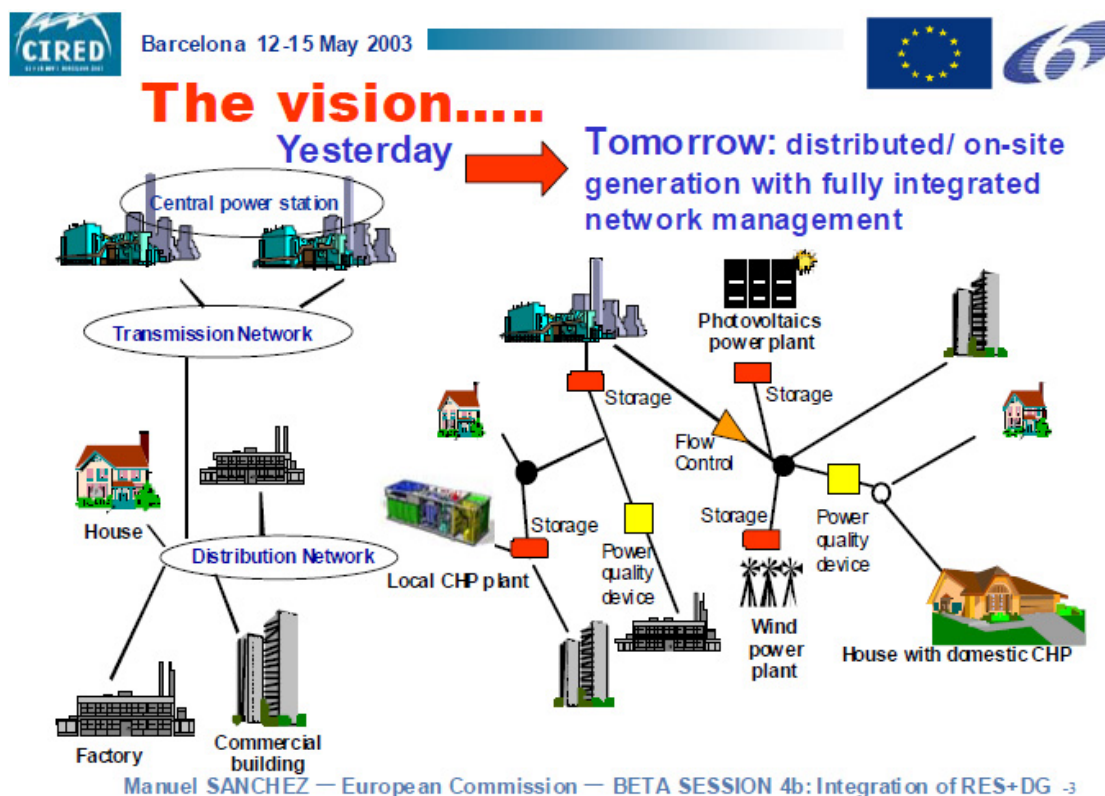 CIRED
Barcelona 12-15 May 2003
6
The vision.....
Yesterday
Tomorrow: distributed/ on-site
generation with fully integrated
network management
Central power station
Transmission Network
House
Distribution Network
Factory
Commercial
building
Photovoltaics
power plant
Storage
Storage
Flow
Control
Storage
Storage
Local CHP plant
Power
quality
device
Power
quality
device
Wind
power
plant
House with domestic CHP
Manuel SANCHEZ — European Commission — BETA SESSION 4b: Integration of RES+DG -3